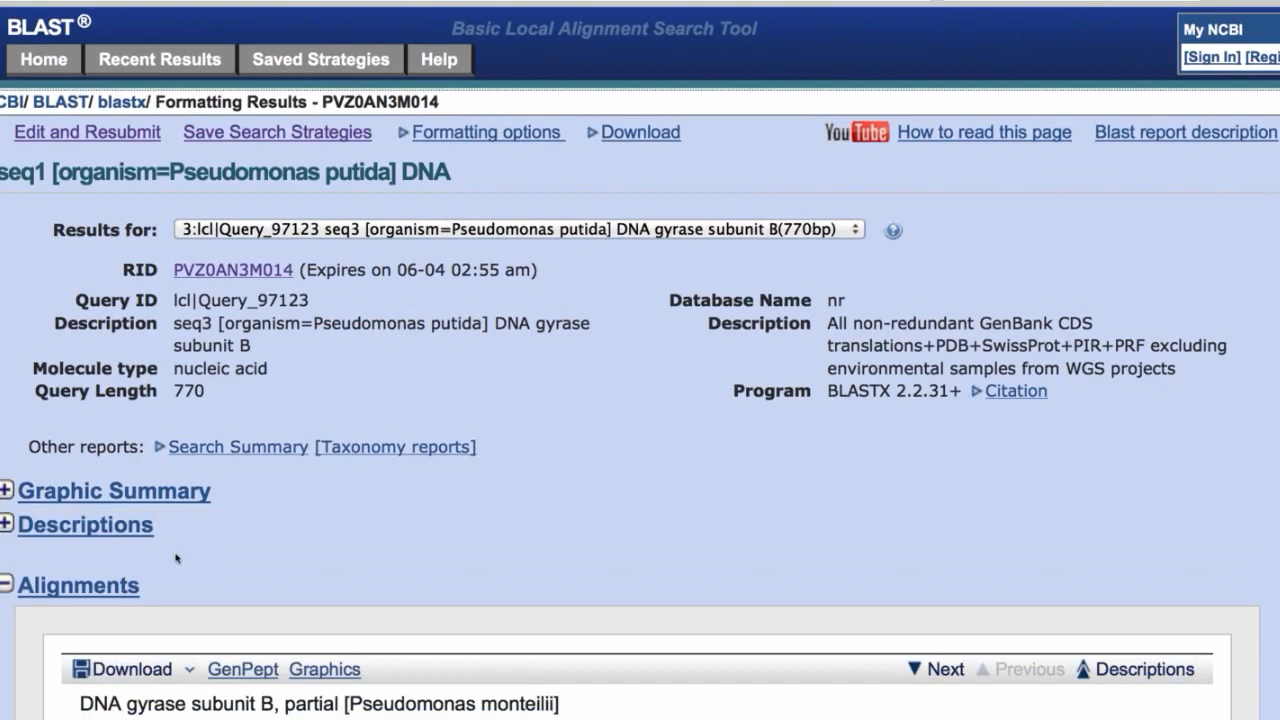 BLAST ®
Basic Local Alignment Search Tool
My NCBI
[Sign In] [Regi
Home Recent Results Saved Strategies Help
CBI/ BLAST/ blastx/ Formatting Results - PVZ0AN3M014
Edit and Resubmit Save Search Strategies Formatting options Download YouTube How to read this page Blast report description
seq1 [organism=Pseudomonas putida] DNA
Results for: 3:lcl|Query_97123 seq3 [organism=Pseudomonas putida] DNA gyrase subunit B(770bp) ?
RID PVZ0AN3M014 (Expires on 06-04 02:55 am)
Query ID lcl|Query_97123
Description seq3 [organism=Pseudomonas putida] DNA gyrase
subunit B
Molecule type nucleic acid
Query Length 770
Database Name nr
Description All non-redundant GenBank CDS
translations+PDB+SwissProt+PIR+PRF excluding
environmental samples from WGS projects
Program BLASTX 2.2.31+ Citation
Other reports: Search Summary [Taxonomy reports]
Graphic Summary
Descriptions
Alignments
Download GenPept Graphics Next Previous Descriptions
DNA gyrase subunit B, partial [Pseudomonas monteilii]